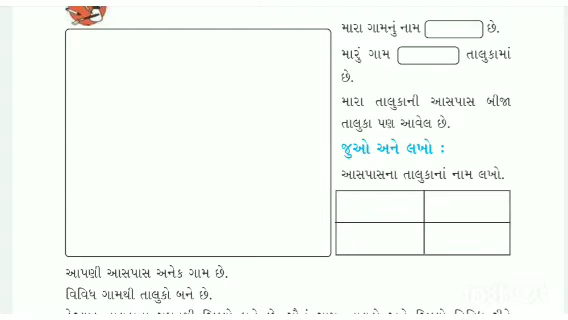 મારા ગામનું નામ છે.
મારું ગામ તાલુકામાં
છે.
મારા તાલુકાની આસપાસ બીજા
તાલુકા પણ આવેલ છે.
જુઓ અને લખો :
આસપાસના તાલુકાનાં નામ લખો.
આપણી આસપાસ અનેક ગામ છે.
વિવિધ ગામથી તાલુકો બને છે.